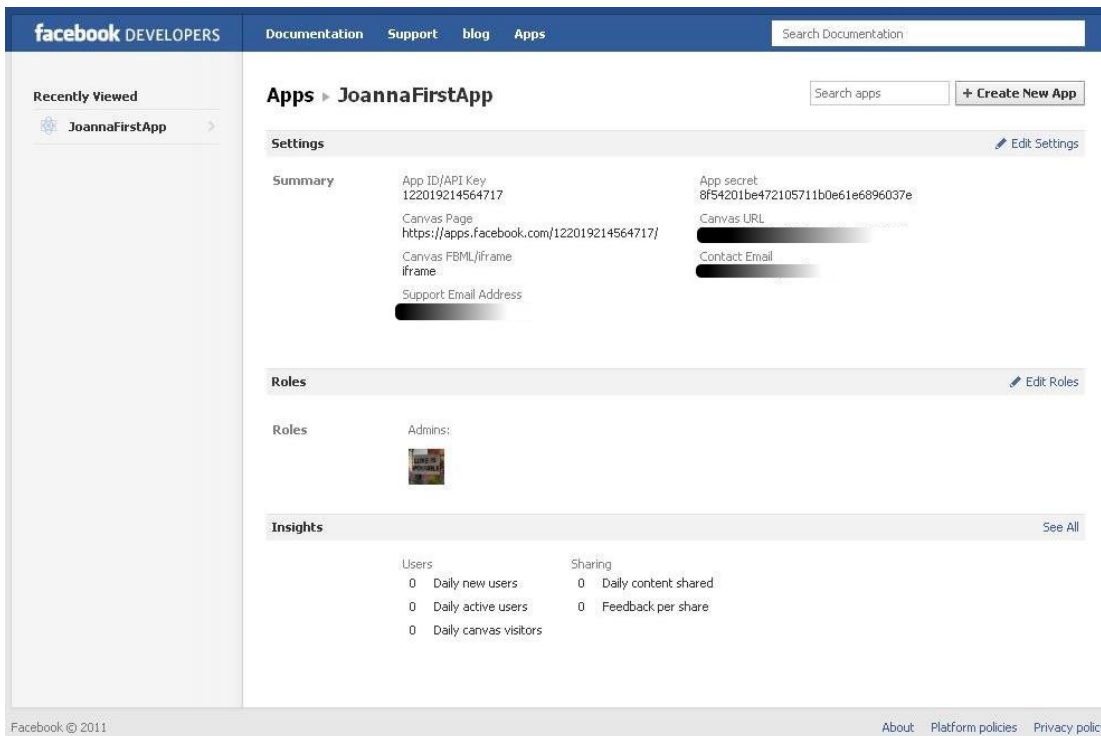 facebook DEVELOPERS
Documentation Support blog Apps
Search Documentation
Recently Viewed
JoannaFirstApp
Apps ▸ JoannaFirstApp
Search apps
+ Create New App
Settings
Edit Settings
Summary
App ID/API Key
122019214564717
App secret
8f54201be472105711b0e61e6896037e
Canvas Page
https://apps.facebook.com/122019214564717/
Canvas URL
Canvas FBML/iframe
iframe
Contact Email
Support Email Address
Roles
Edit Roles
Roles
Admins:
Insights
See All
Users
0 Daily new users
0 Daily active users
0 Daily canvas visitors
Sharing
0 Daily content shared
0 Feedback per share
Facebook © 2011
About Platform policies Privacy polic